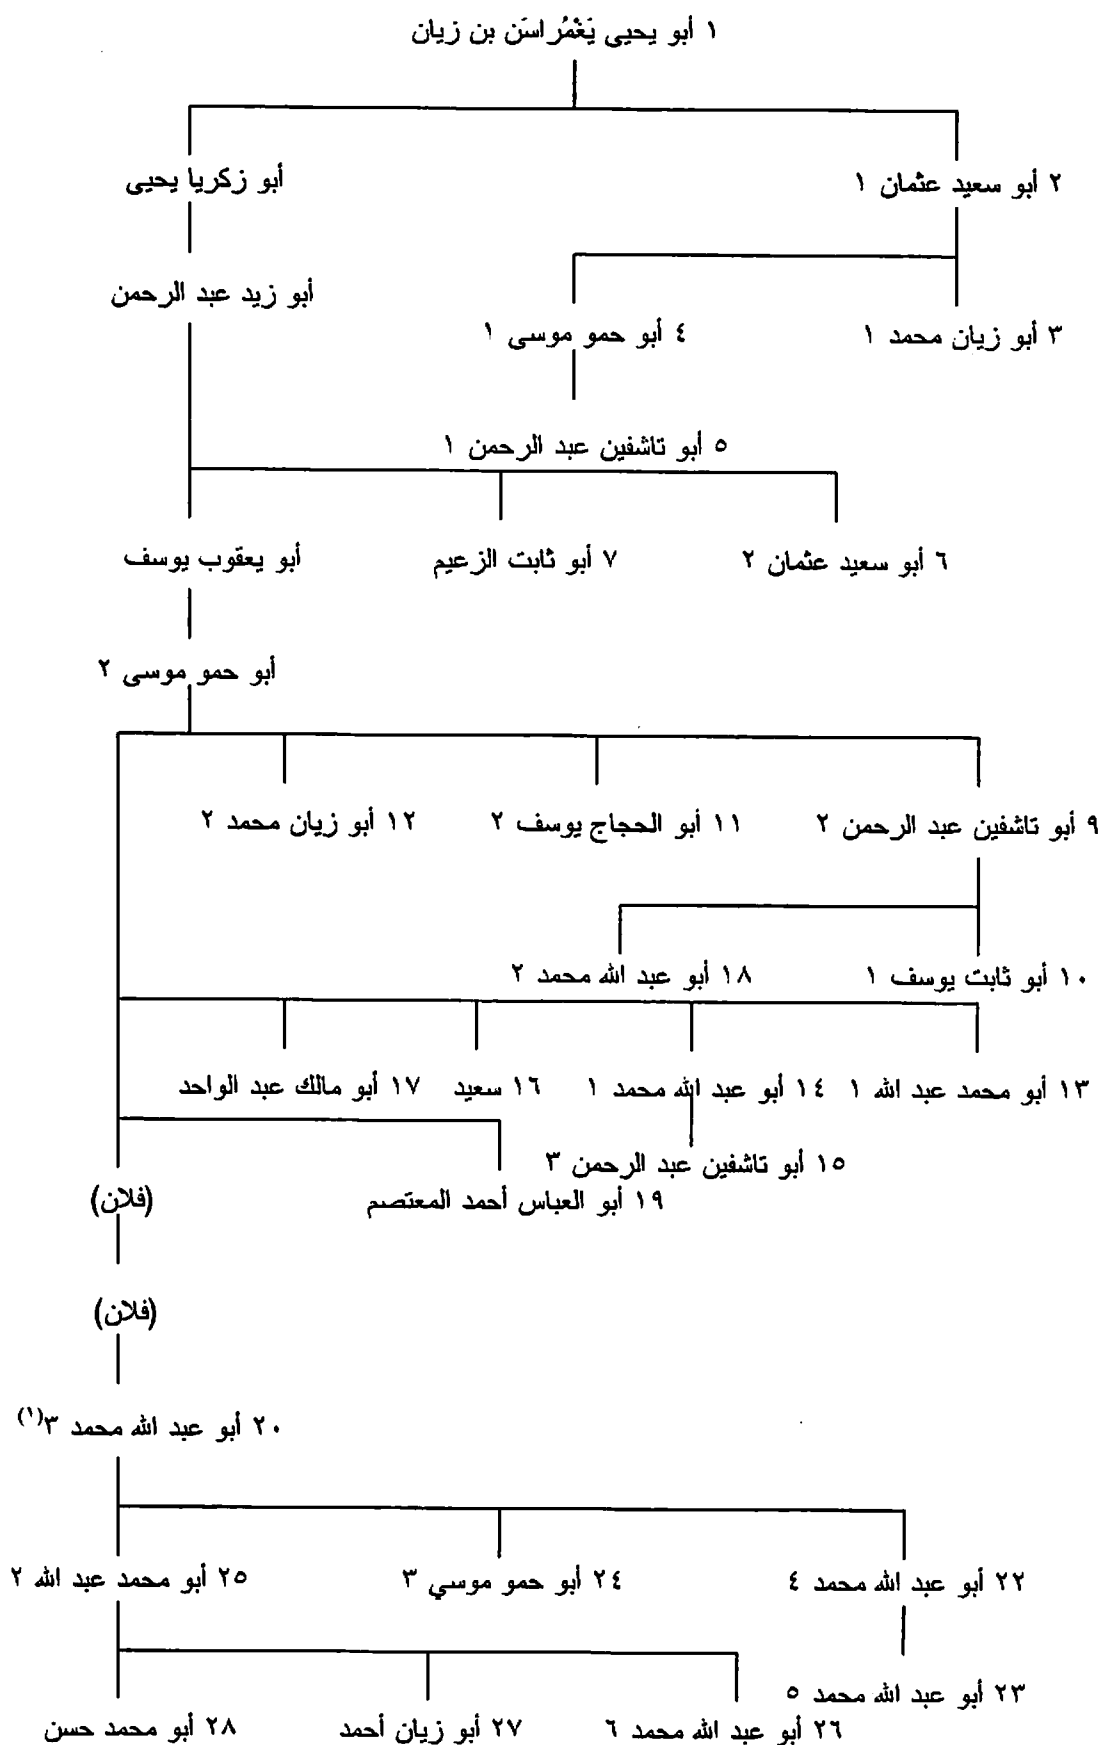 ١ أبو يحيى يَغْمُراسَن بن زيان
٢ أبو سعيد عثمان ١
أبو زكريا يحيى
أبو زيد عبد الرحمن
٣ أبو زيان محمد ١
٤ أبو حمو موسى ١
٥ أبو تاشفين عبد الرحمن ١
٦ أبو سعيد عثمان ٢
٧ أبو ثابت الزعيم
أبو يعقوب يوسف
أبو حمو موسى ٢
٩ أبو تاشفين عبد الرحمن ٢
١١ أبو الحجاج يوسف ٢
١٢ أبو زيان محمد ٢
١٠ أبو ثابت يوسف ١
١٨ أبو عبد الله محمد ٢
١٣ أبو محمد عبد الله ١
١٤ أبو عبد الله محمد ١
١٦ سعيد
١٧ أبو مالك عبد الواحد
١٥ أبو تاشفين عبد الرحمن ٣
١٩ أبو العباس أحمد المعتصم
(فلان)
(فلان)
٢٠ أبو عبد الله محمد ٣(١)
٢٢ أبو عبد الله محمد ٤
٢٤ أبو حمو موسي ٣
٢٥ أبو محمد عبد الله ٢
٢٣ أبو عبد الله محمد ٥
٢٦ أبو عبد الله محمد ٦
٢٧ أبو زيان أحمد
٢٨ أبو محمد حسن